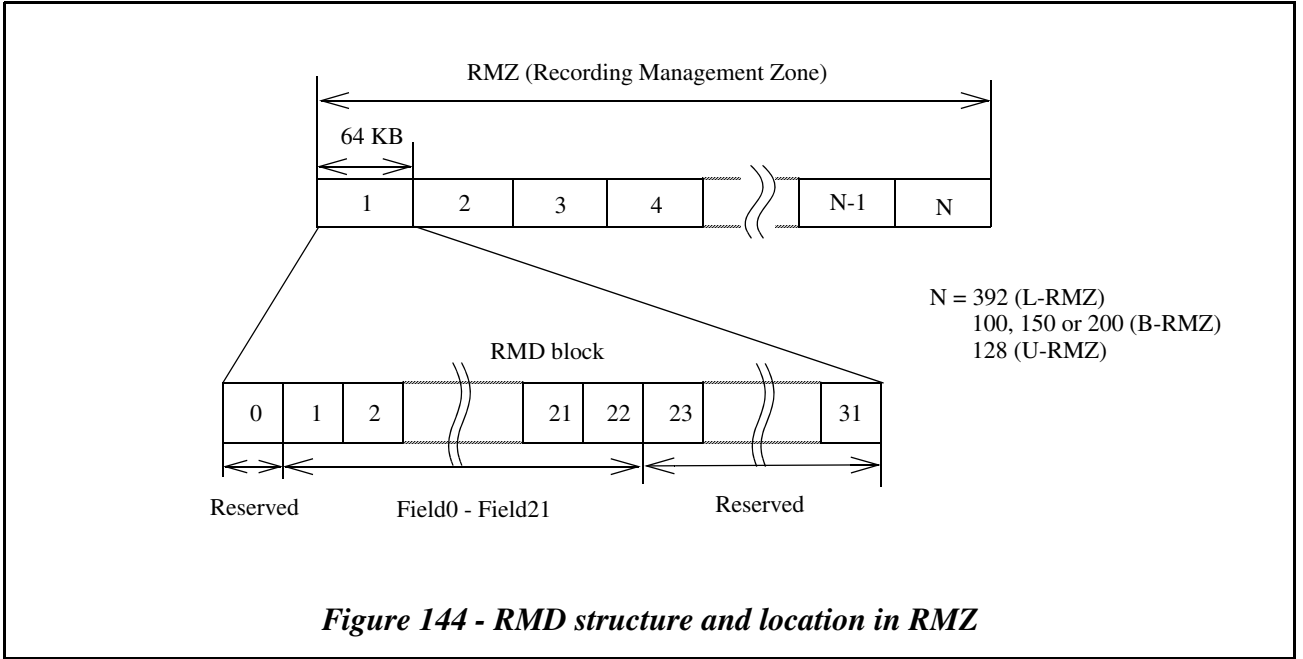 RMZ (Recording Management Zone)
64 KB
1 2 3 4 N-1 N
N = 392 (L-RMZ)
100, 150 or 200 (B-RMZ)
128 (U-RMZ)
RMD block
0 1 2 21 22 23 31
Reserved Field0 - Field21 Reserved
Figure 144 - RMD structure and location in RMZ